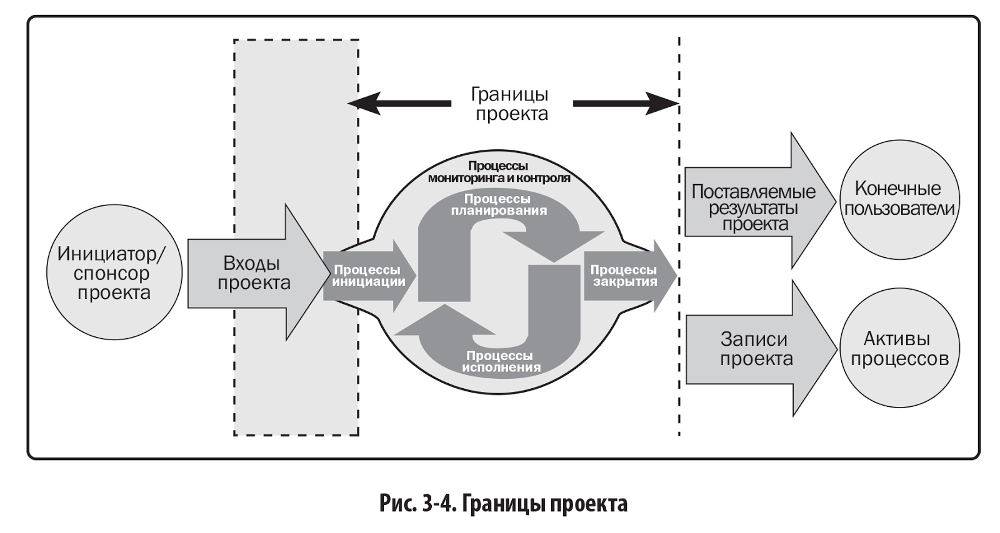 Границы
проекта
Процессы
мониторинга и контроля
Процессы
планирования
Инициатор/
спонсор
проекта
Входы
проекта
Процессы
инициации
Процессы
закрытия
Процессы
исполнения
Поставляемые
результаты
проекта
Конечные
пользователи
Записи
проекта
Активы
процессов
Рис. 3-4. Границы проекта